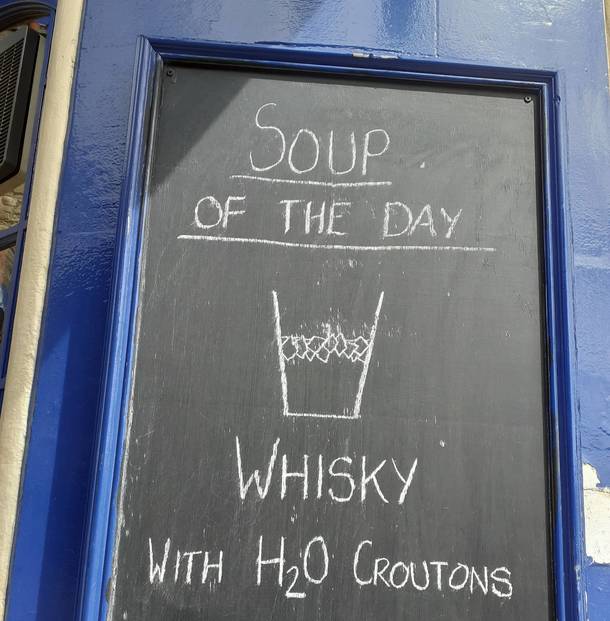 SOUP
OF THE DAY
WHISKY
WITH H₂O CROUTONS